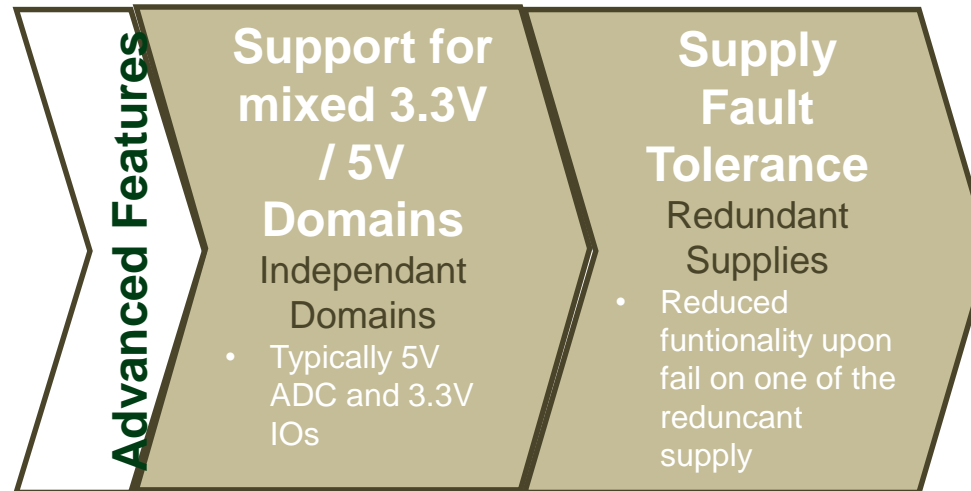 Advanced Features
Support for
mixed 3.3V
/ 5V
Domains
Independant
Domains
• Typically 5V
ADC and 3.3V
IOs
Supply
Fault
Tolerance
Redundant
Supplies
• Reduced
funtionality upon
fail on one of the
reduncant
supply